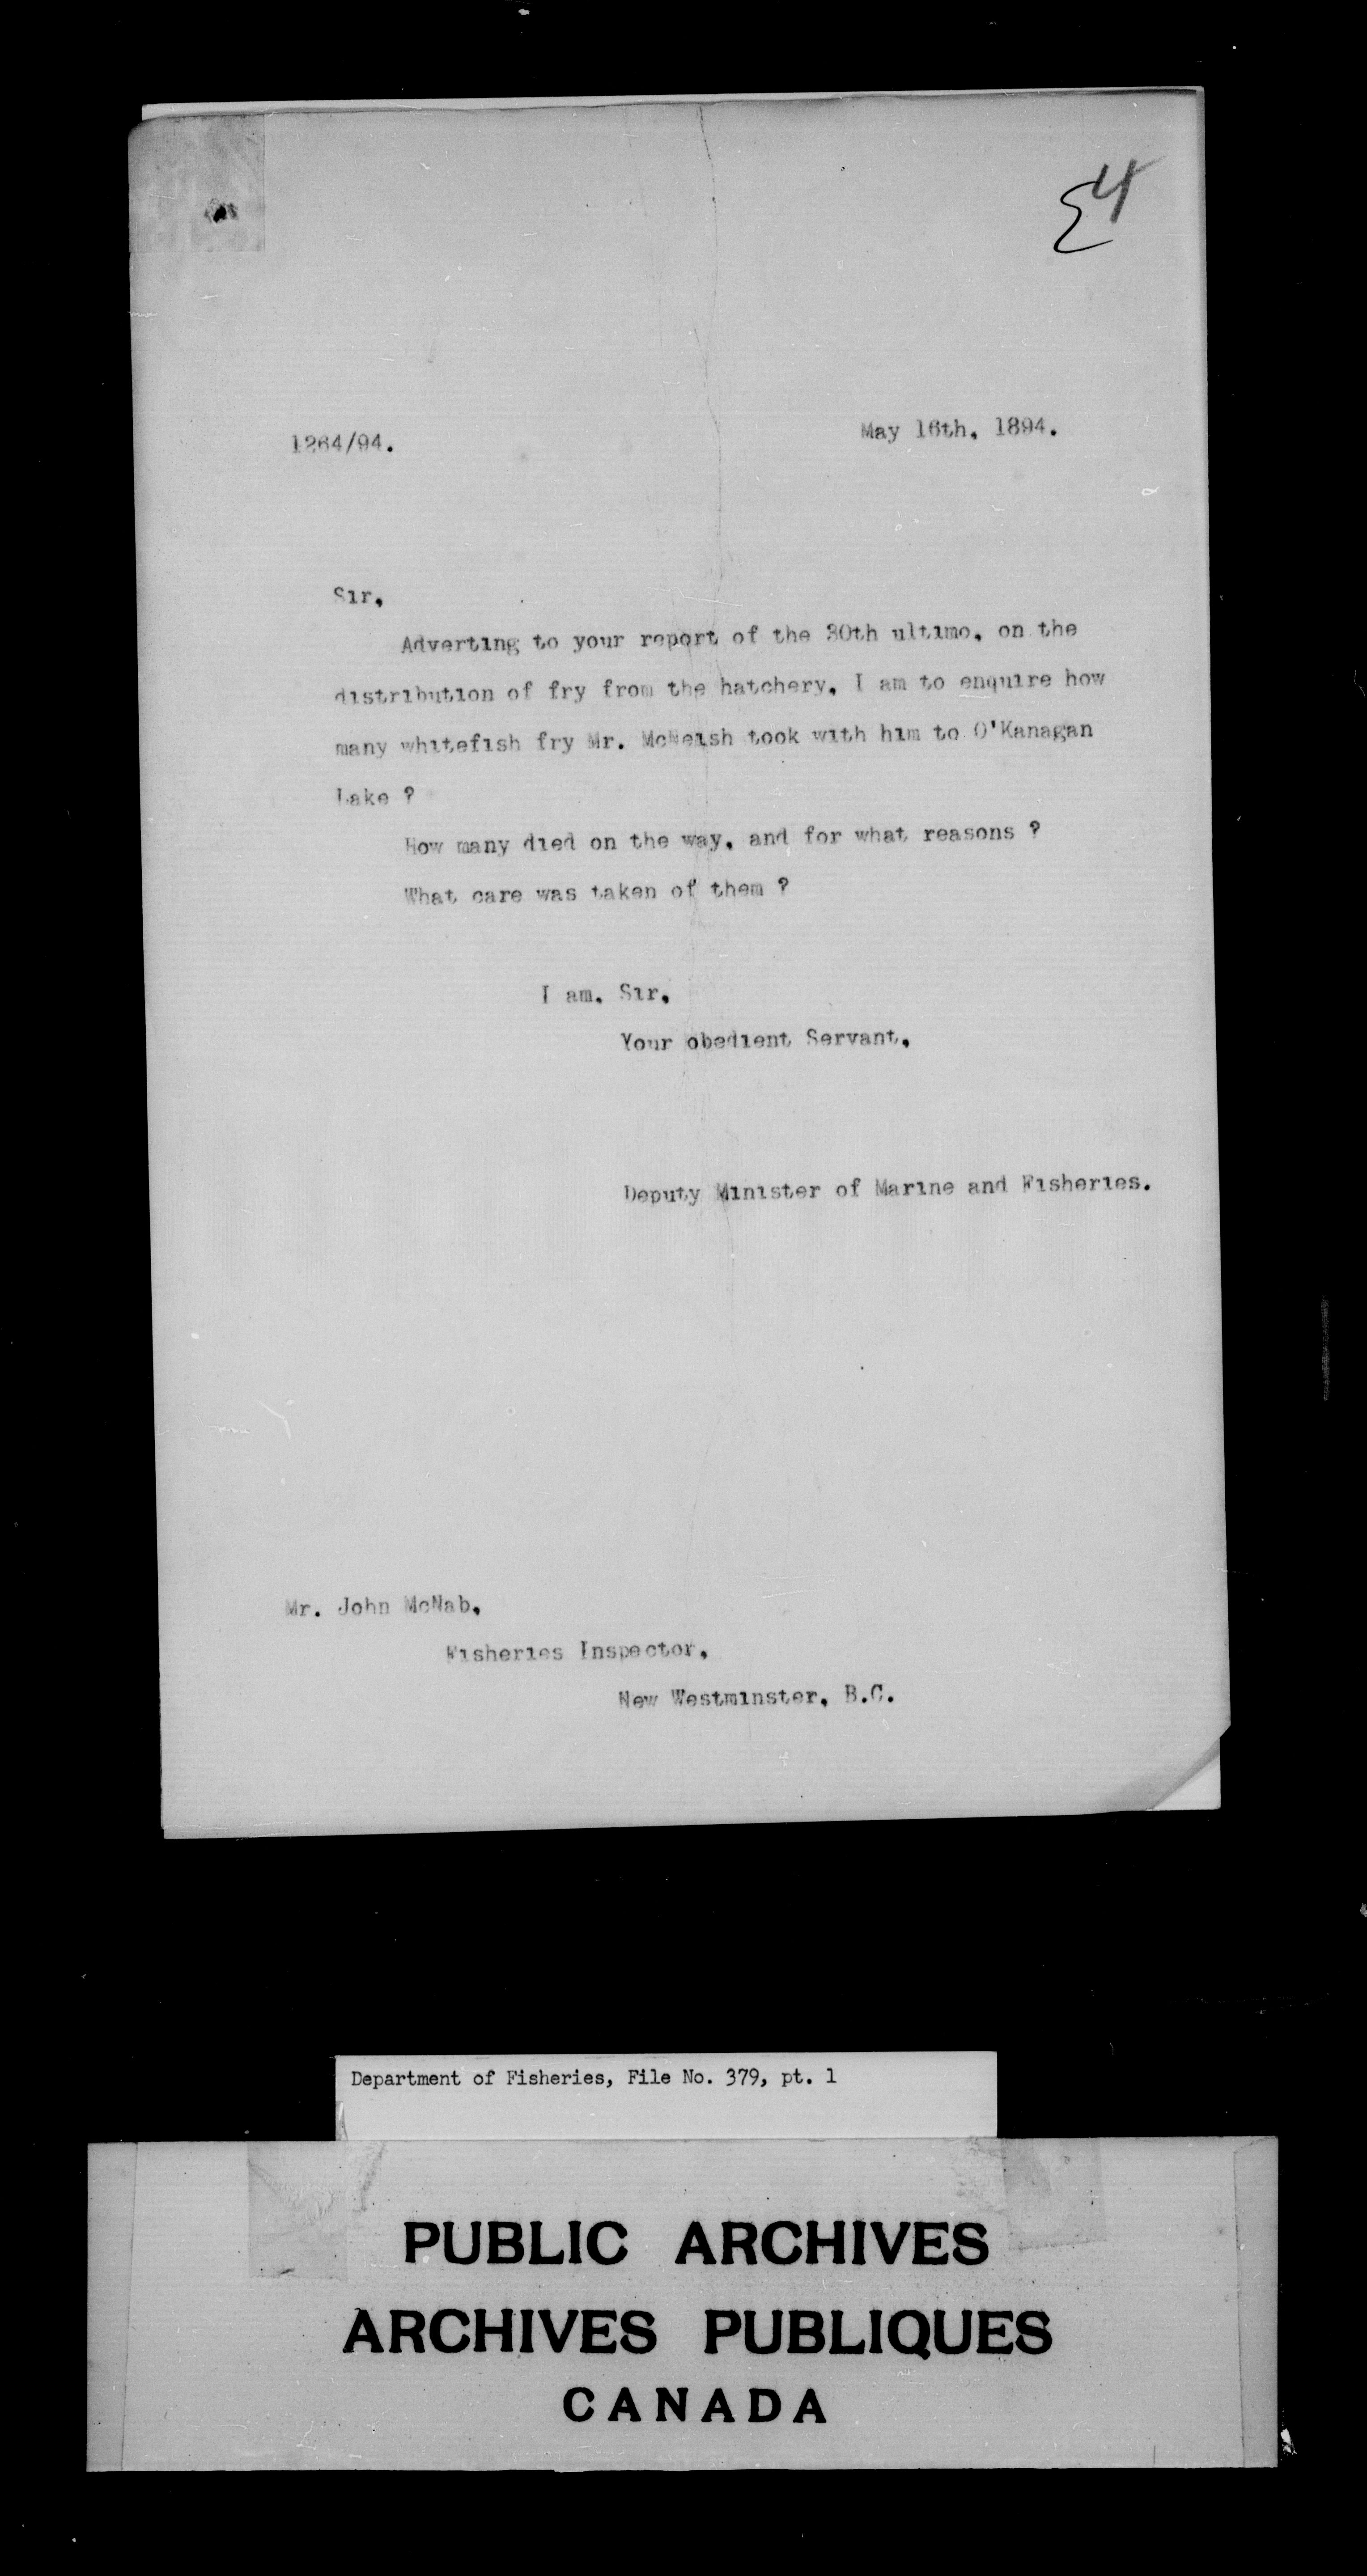 4
1264/94.
May 16th, 1894.
Sir,
Adverting to your report of the 30th ultimo, on the
distribution of fry from the hatchery, I am to enquire how
many whitefish fry Mr. McNeish took with him to O'Kanagan
Lake ?
How many died on the way, and for what reasons ?
What care was taken of them ?
I am, Sir,
Your obedient Servant,
Deputy Minister of Marine and Fisheries.
Mr. John McNab,
Fisheries Inspector,
New Westminster, B.C.
Department of Fisheries, File No. 379, pt. 1
PUBLIC ARCHIVES
ARCHIVES PUBLIQUES
CANADA